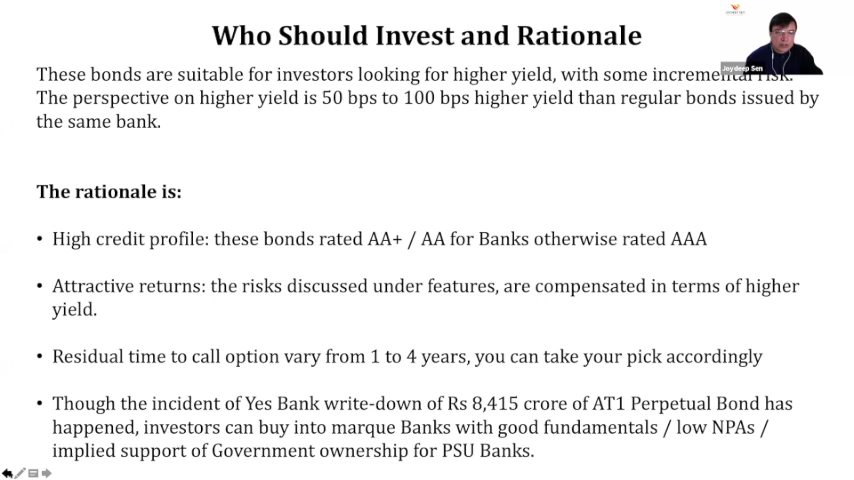 Who Should Invest and Rationale
Joydeep Sen
These bonds are suitable for investors looking for higher yield, with some incremental risk.
The perspective on higher yield is 50 bps to 100 bps higher yield than regular bonds issued by
the same bank.
The rationale is:
• High credit profile: these bonds rated AA+ / AA for Banks otherwise rated AAA
• Attractive returns: the risks discussed under features, are compensated in terms of higher
yield.
• Residual time to call option vary from 1 to 4 years, you can take your pick accordingly
• Though the incident of Yes Bank write-down of Rs 8,415 crore of AT1 Perpetual Bond has
happened, investors can buy into marque Banks with good fundamentals / low NPAs /
implied support of Government ownership for PSU Banks.